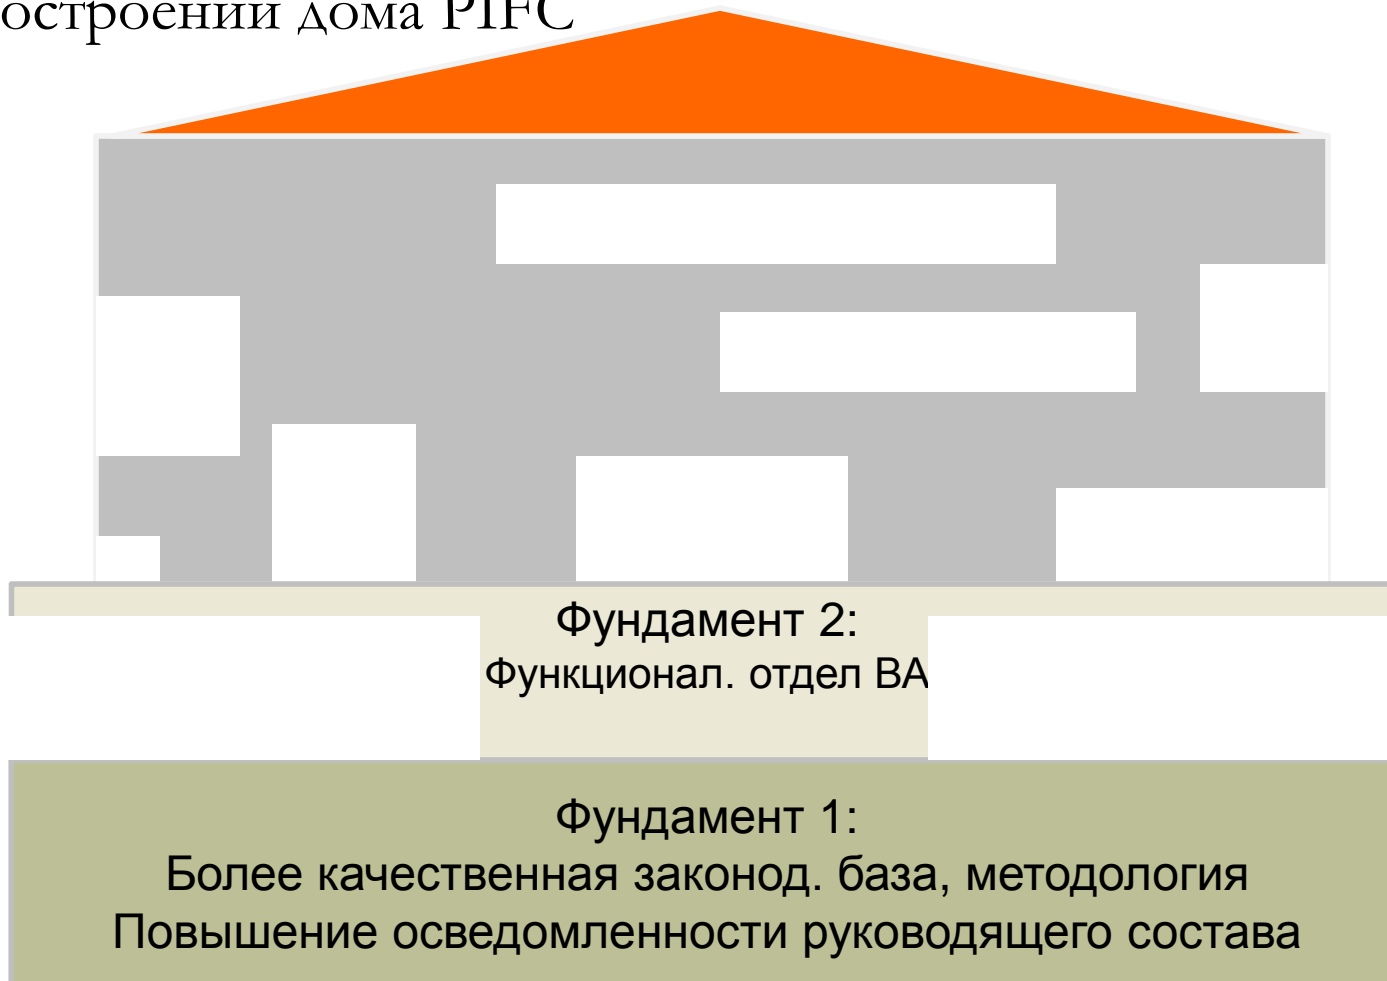 остроении дома PIFC
Фундамент 2:
Функционал. отдел ВА
Фундамент 1:
Более качественная законод. база, методология
Повышение осведомленности руководящего состава